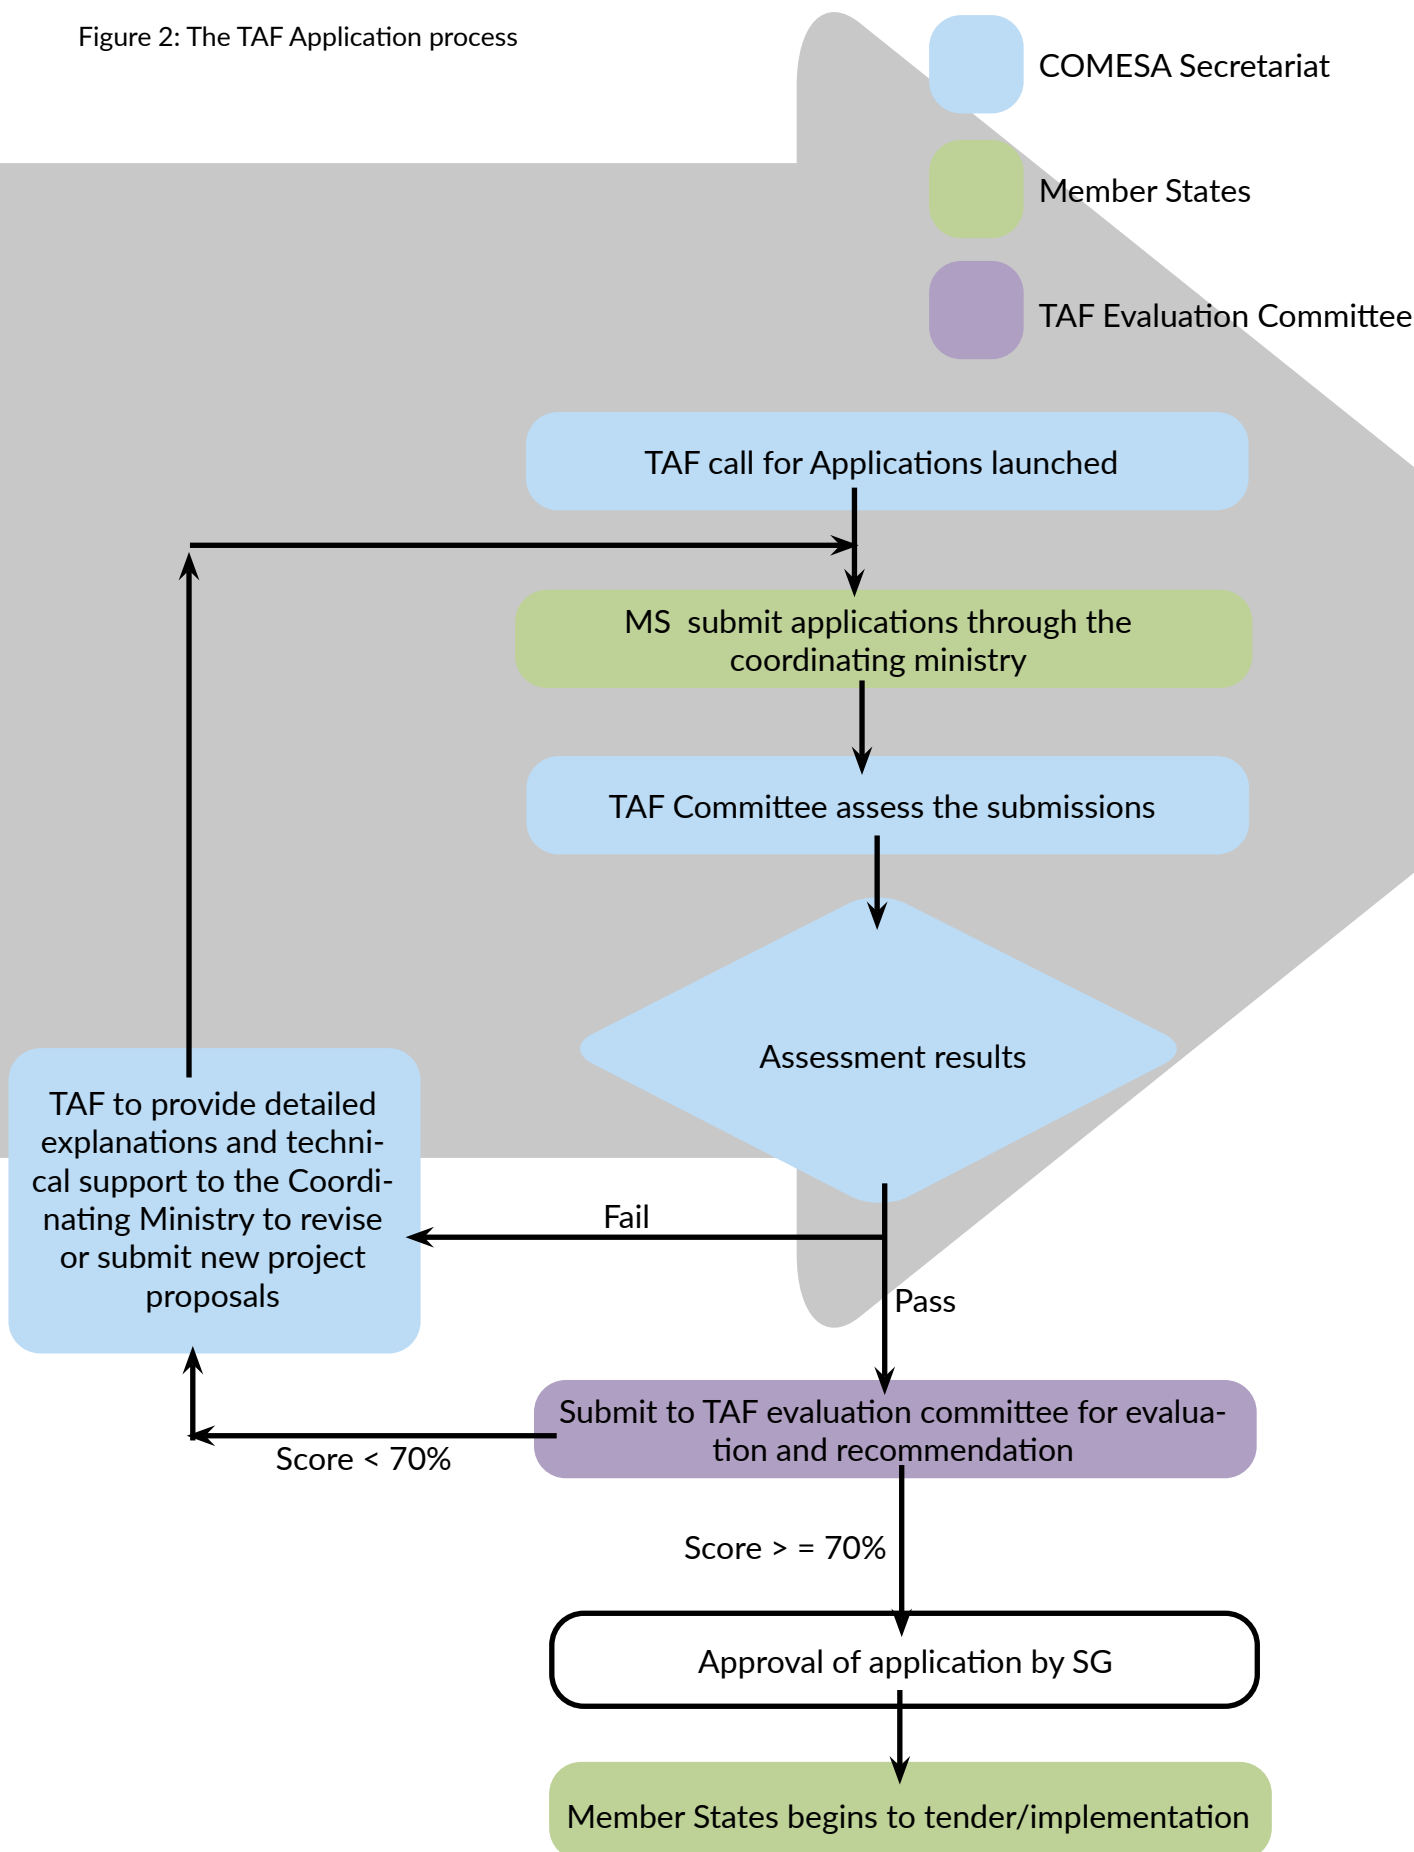 Figure 2: The TAF Application process
COMESA Secretariat
Member States
TAF Evaluation Committee
TAF call for Applications launched
MS  submit applications through the
coordinating ministry
TAF Committee assess the submissions
Assessment results
TAF to provide detailed
explanations and techni-
cal support to the Coordi-
nating Ministry to revise
or submit new project
proposals
Fail
Pass
Submit to TAF evaluation committee for evalua-
tion and recommendation
Score < 70%
Score > = 70%
Approval of application by SG
Member States begins to tender/implementation